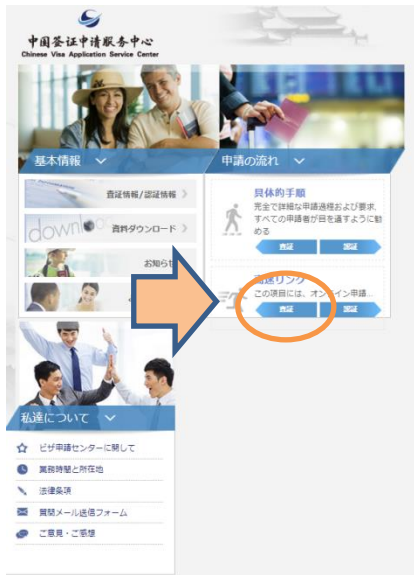 中国签证申请服务中心
Chinese Visa Application Service Center
基本情報
申請の流れ
査証情報/認証情報
download
資料ダウンロード
お知らせ
具体的手順
完全で詳細な申請過程および要求,
すべての申請者が目を通すように勧
める
査証 認証
高速リンク
この項目には、オンライン申請...
査証 認証
私達について
ビザ申請センターに関して
業務時間と所在地
法律条項
質問メール送信フォーム
ご意見・ご感想